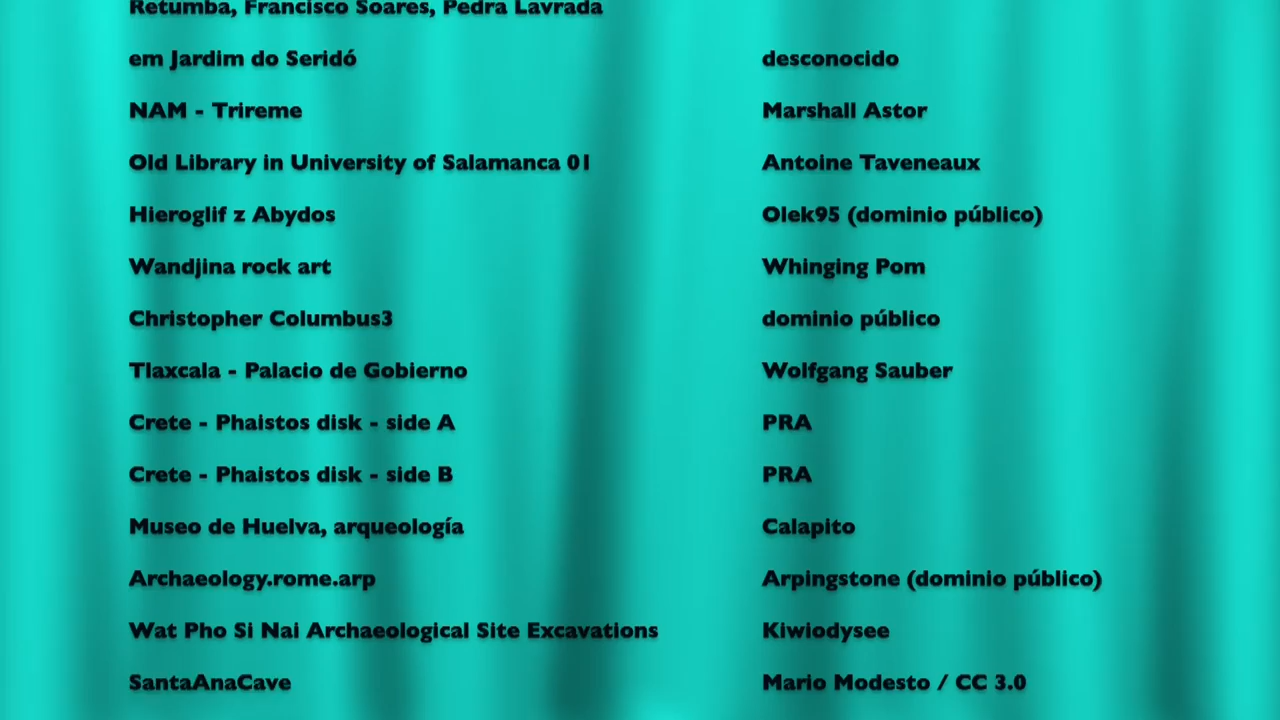 Retumba, Francisco Soares, Pedra Lavrada
em Jardim do Seridó desconocido
NAM - Trireme Marshall Astor
Old Library in University of Salamanca 01 Antoine Taveneaux
Hieroglif z Abydos Olek95 (dominio público)
Wandjina rock art Whinging Pom
Christopher Columbus3 dominio público
Tlaxcala - Palacio de Gobierno Wolfgang Sauber
Crete - Phaistos disk - side A PRA
Crete - Phaistos disk - side B PRA
Museo de Huelva, arqueología Calapito
Archaeology.rome.arp Arpingstone (dominio público)
Wat Pho Si Nai Archaeological Site Excavations Kiwiodysee
SantaAnaCave Mario Modesto / CC 3.0